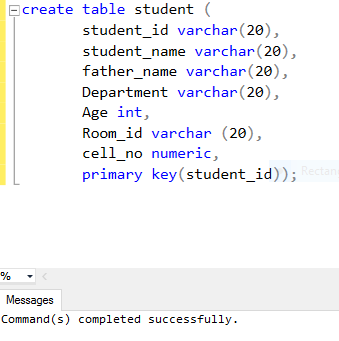 create table student (
student_id varchar(20),
student_name varchar(20),
father_name varchar(20),
Department varchar(20),
Age int,
Room_id varchar (20),
cell_no numeric,
primary key(student_id));
%
Messages
Command(s) completed successfully.